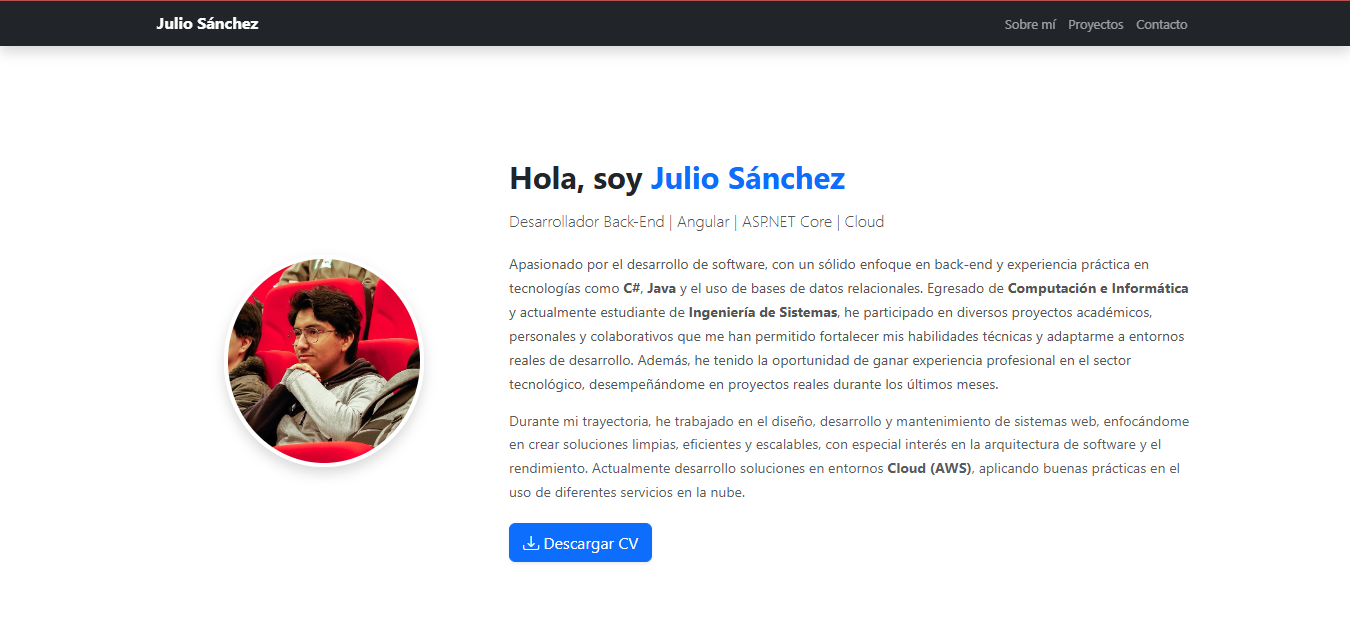 Julio Sánchez
Sobre mí Proyectos Contacto
Hola, soy Julio Sánchez
Desarrollador Back-End | Angular | ASP.NET Core | Cloud
Apasionado por el desarrollo de software, con un sólido enfoque en back-end y experiencia práctica en
tecnologías como C#, Java y el uso de bases de datos relacionales. Egresado de Computación e Informática
y actualmente estudiante de Ingeniería de Sistemas, he participado en diversos proyectos académicos,
personales y colaborativos que me han permitido fortalecer mis habilidades técnicas y adaptarme a entornos
reales de desarrollo. Además, he tenido la oportunidad de ganar experiencia profesional en el sector
tecnológico, desempeñándome en proyectos reales durante los últimos meses.
Durante mi trayectoria, he trabajado en el diseño, desarrollo y mantenimiento de sistemas web, enfocándome
en crear soluciones limpias, eficientes y escalables, con especial interés en la arquitectura de software y el
rendimiento. Actualmente desarrollo soluciones en entornos Cloud (AWS), aplicando buenas prácticas en el
uso de diferentes servicios en la nube.
Descargar CV